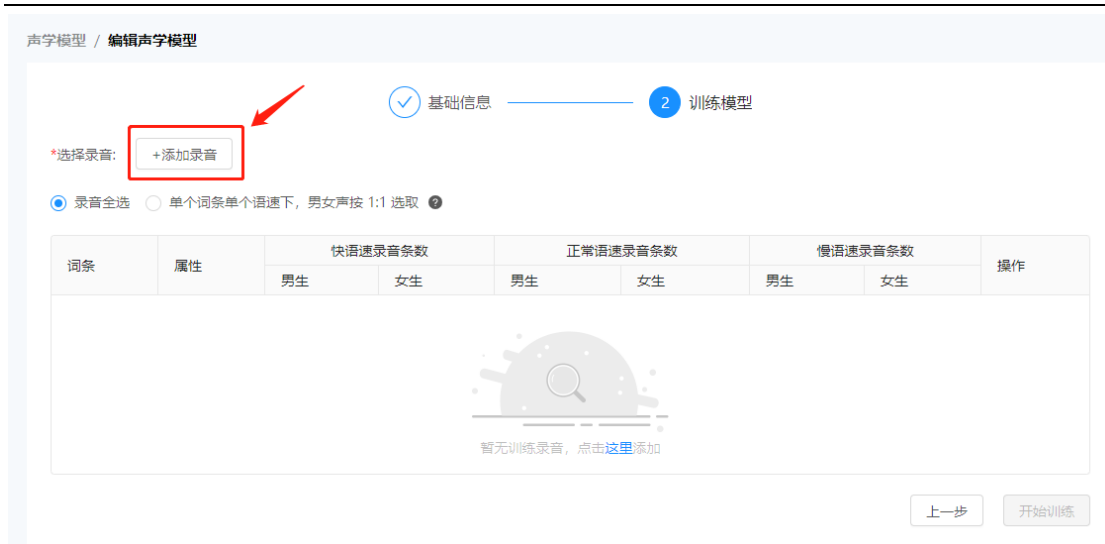 声学模型 / 编辑声学模型
基础信息 2 训练模型
*选择录音: +添加录音
录音全选 单个词条单个语速下，男女声按 1:1 选取 ?
词条 属性 快语速录音条数 正常语速录音条数 慢语速录音条数 操作
男生 女生 男生 女生 男生 女生
暂无训练录音，点击这里添加
上一步 开始训练